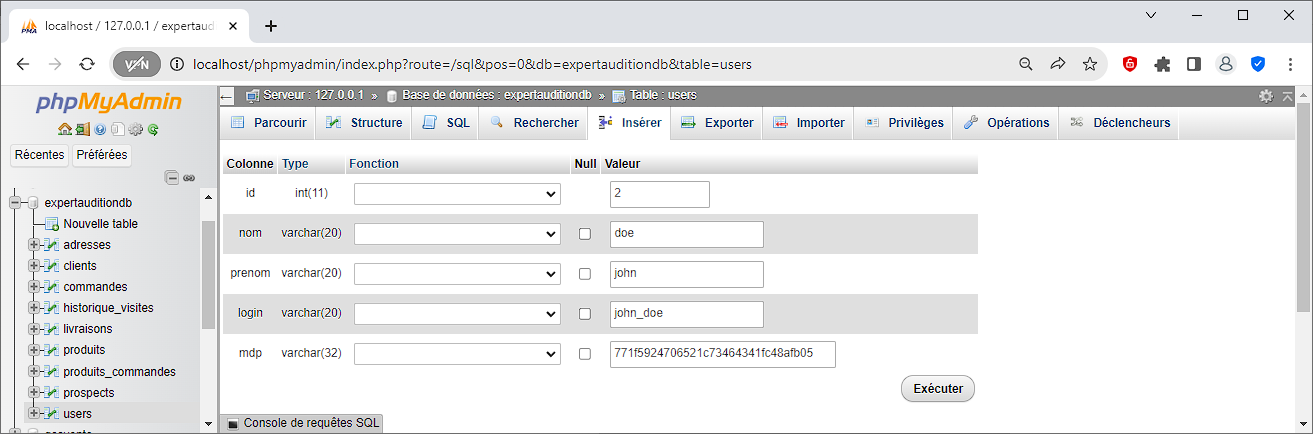 localhost / 127.0.0.1 / expertaud
VPN localhost/phpmyadmin/index.php?route=/sql&pos=0&db=expertauditiondb&table=users
phpMyAdmin
Récentes Préférées
expertauditiondb
Nouvelle table
adresses
clients
commandes
historique_visites
livraisons
produits
produits_commandes
prospects
users
Serveur : 127.0.0.1 » Base de données : expertauditiondb » Table : users
Parcourir Structure SQL Rechercher Insérer Exporter Importer Privilèges Opérations Déclencheurs
Colonne Type Fonction Null Valeur
id int(11) 2
nom varchar(20) doe
prenom varchar(20) john
login varchar(20) john_doe
mdp varchar(32) 771f5924706521c73464341fc48afb05
Exécuter
Console de requêtes SQL